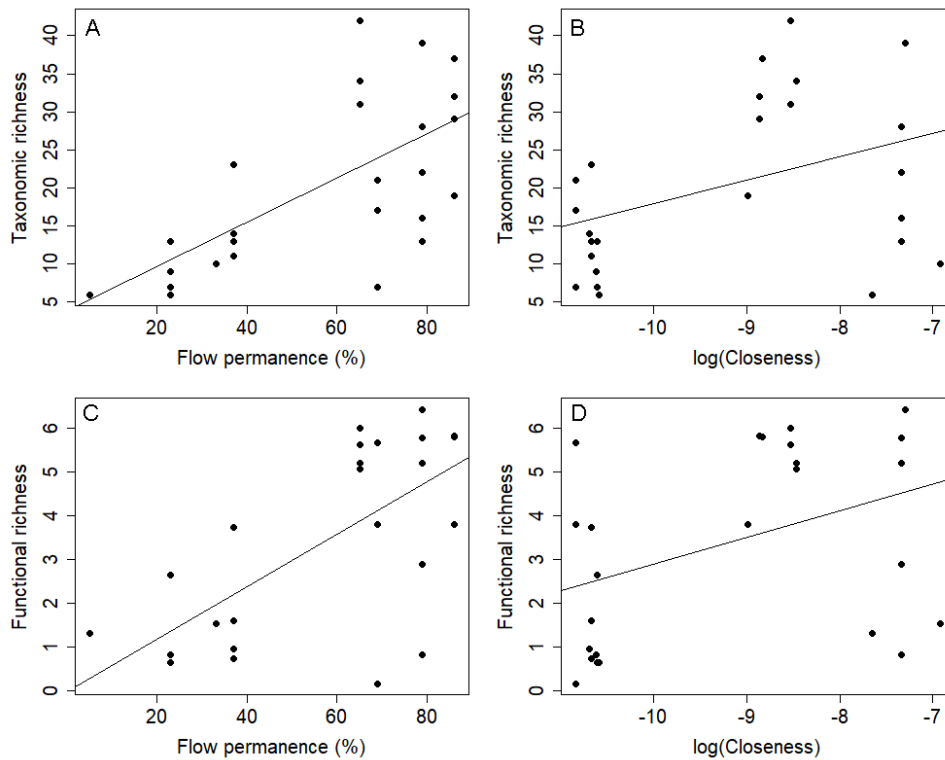 A
Taxonomic richness
40
35
30
25
20
15
10
5
20 40 60 80
Flow permanence (%)
B
Taxonomic richness
40
35
30
25
20
15
10
5
-10 -9 -8 -7
log(Closeness)
C
Functional richness
6
5
4
3
2
1
0
20 40 60 80
Flow permanence (%)
D
Functional richness
6
5
4
3
2
1
0
-10 -9 -8 -7
log(Closeness)